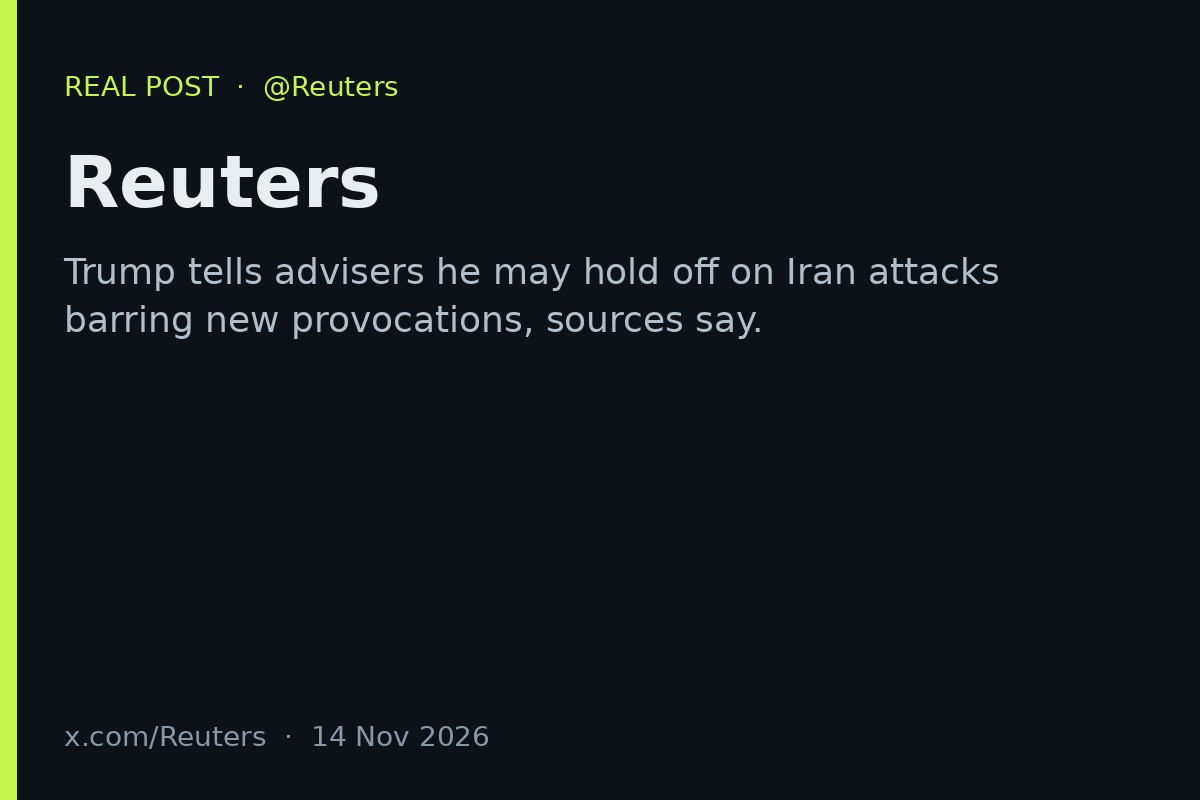 REAL POST · @Reuters
Reuters
Trump tells advisers he may hold off on Iran attacks
barring new provocations, sources say.
x.com/Reuters · 14 Nov 2026